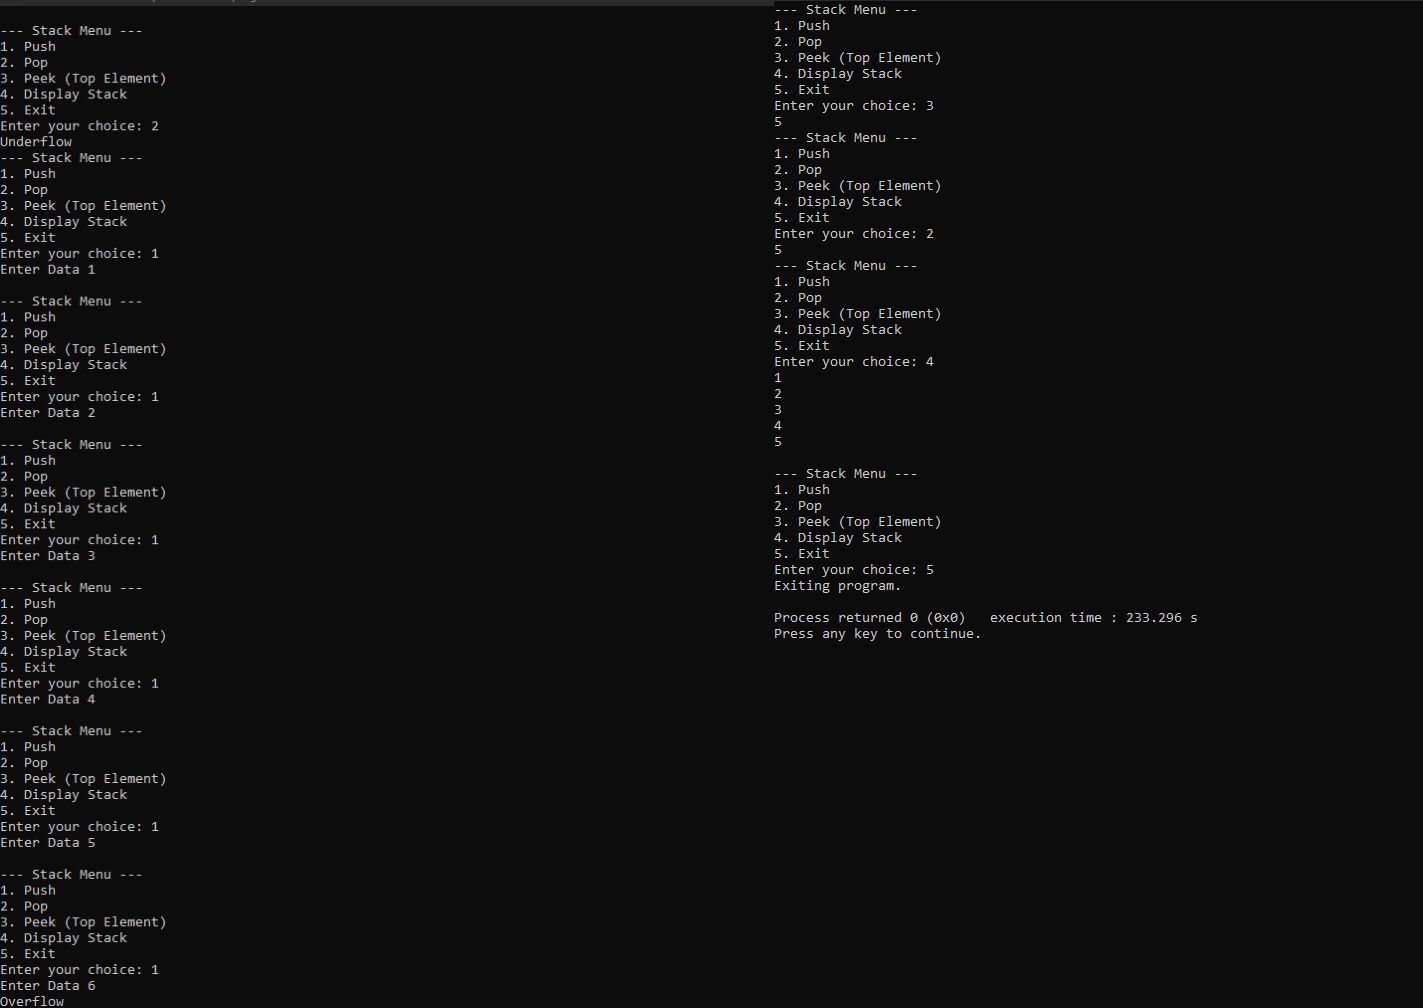 --- Stack Menu ---
1. Push
2. Pop
3. Peek (Top Element)
4. Display Stack
5. Exit
Enter your choice: 2
Underflow
--- Stack Menu ---
1. Push
2. Pop
3. Peek (Top Element)
4. Display Stack
5. Exit
Enter your choice: 1
Enter Data 1
--- Stack Menu ---
1. Push
2. Pop
3. Peek (Top Element)
4. Display Stack
5. Exit
Enter your choice: 1
Enter Data 2
--- Stack Menu ---
1. Push
2. Pop
3. Peek (Top Element)
4. Display Stack
5. Exit
Enter your choice: 1
Enter Data 3
--- Stack Menu ---
1. Push
2. Pop
3. Peek (Top Element)
4. Display Stack
5. Exit
Enter your choice: 1
Enter Data 4
--- Stack Menu ---
1. Push
2. Pop
3. Peek (Top Element)
4. Display Stack
5. Exit
Enter your choice: 1
Enter Data 5
--- Stack Menu ---
1. Push
2. Pop
3. Peek (Top Element)
4. Display Stack
5. Exit
Enter your choice: 1
Enter Data 6
Overflow
--- Stack Menu ---
1. Push
2. Pop
3. Peek (Top Element)
4. Display Stack
5. Exit
Enter your choice: 3
5
--- Stack Menu ---
1. Push
2. Pop
3. Peek (Top Element)
4. Display Stack
5. Exit
Enter your choice: 2
5
--- Stack Menu ---
1. Push
2. Pop
3. Peek (Top Element)
4. Display Stack
5. Exit
Enter your choice: 4
1
2
3
4
5
--- Stack Menu ---
1. Push
2. Pop
3. Peek (Top Element)
4. Display Stack
5. Exit
Enter your choice: 5
Exiting program.
Process returned 0 (0x0)   execution time : 233.296 s
Press any key to continue.